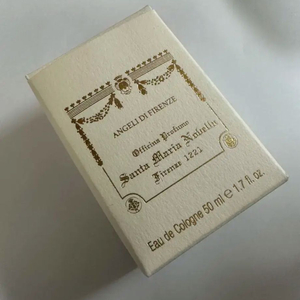 ANGELI DI FIRENZE
Officina Profumo
Santa Maria Novella
Firenze 1221
Eau de Cologne 50 ml e 1.7 fl. oz.